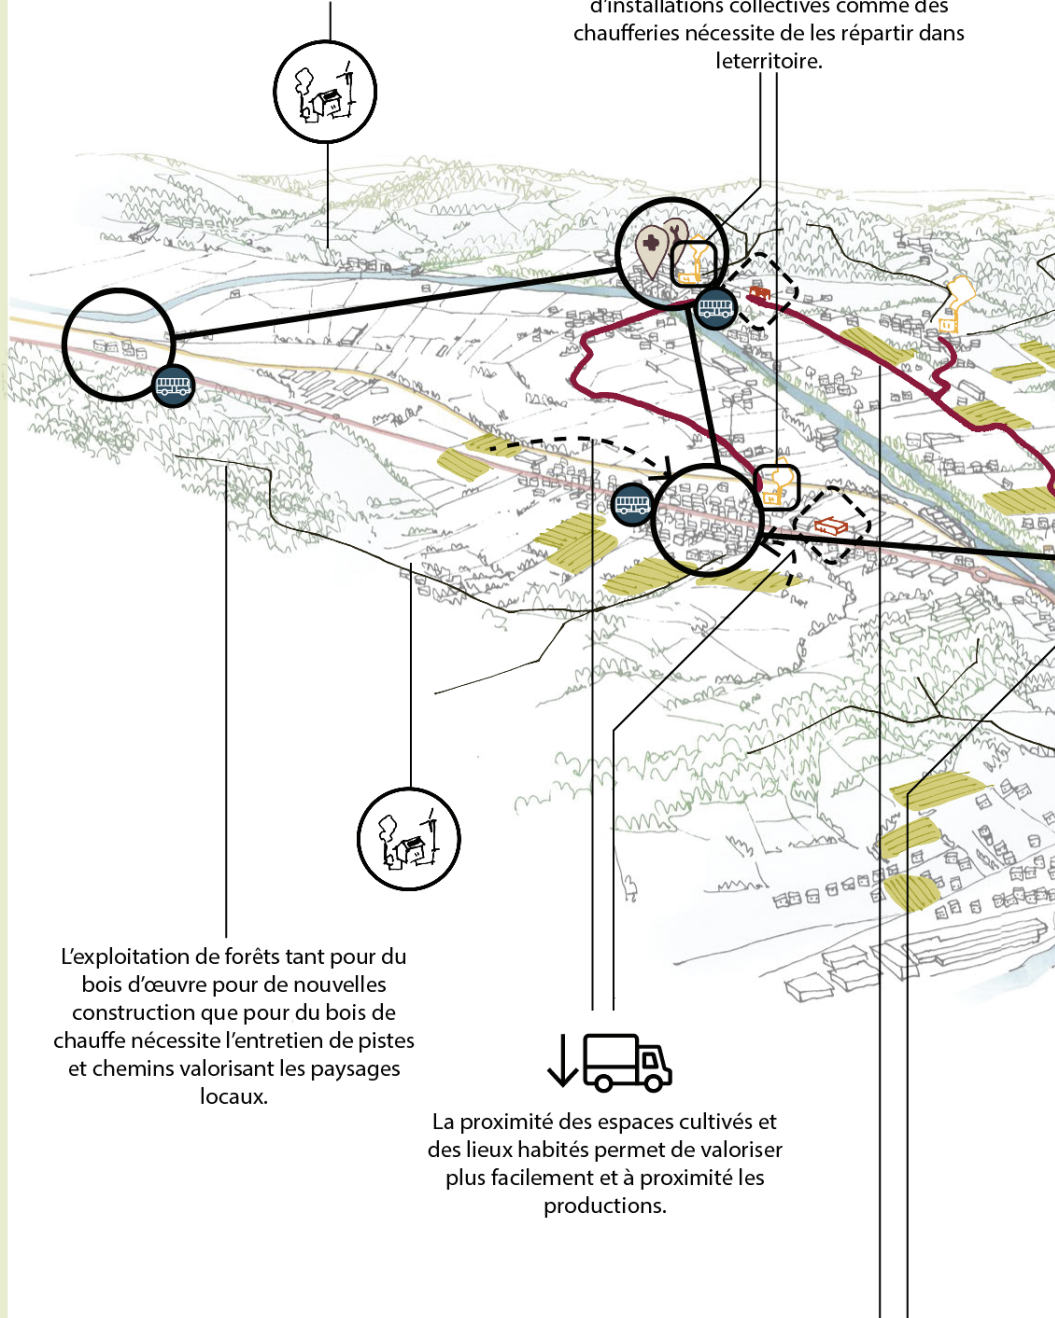 d'installations collectives comme des
chaufferies nécessite de les répartir dans
leterritoire.
L'exploitation de forêts tant pour du
bois d'œuvre pour de nouvelles
construction que pour du bois de
chauffe nécessite l'entretien de pistes
et chemins valorisant les paysages
locaux.
La proximité des espaces cultivés et
des lieux habités permet de valoriser
plus facilement et à proximité les
productions.